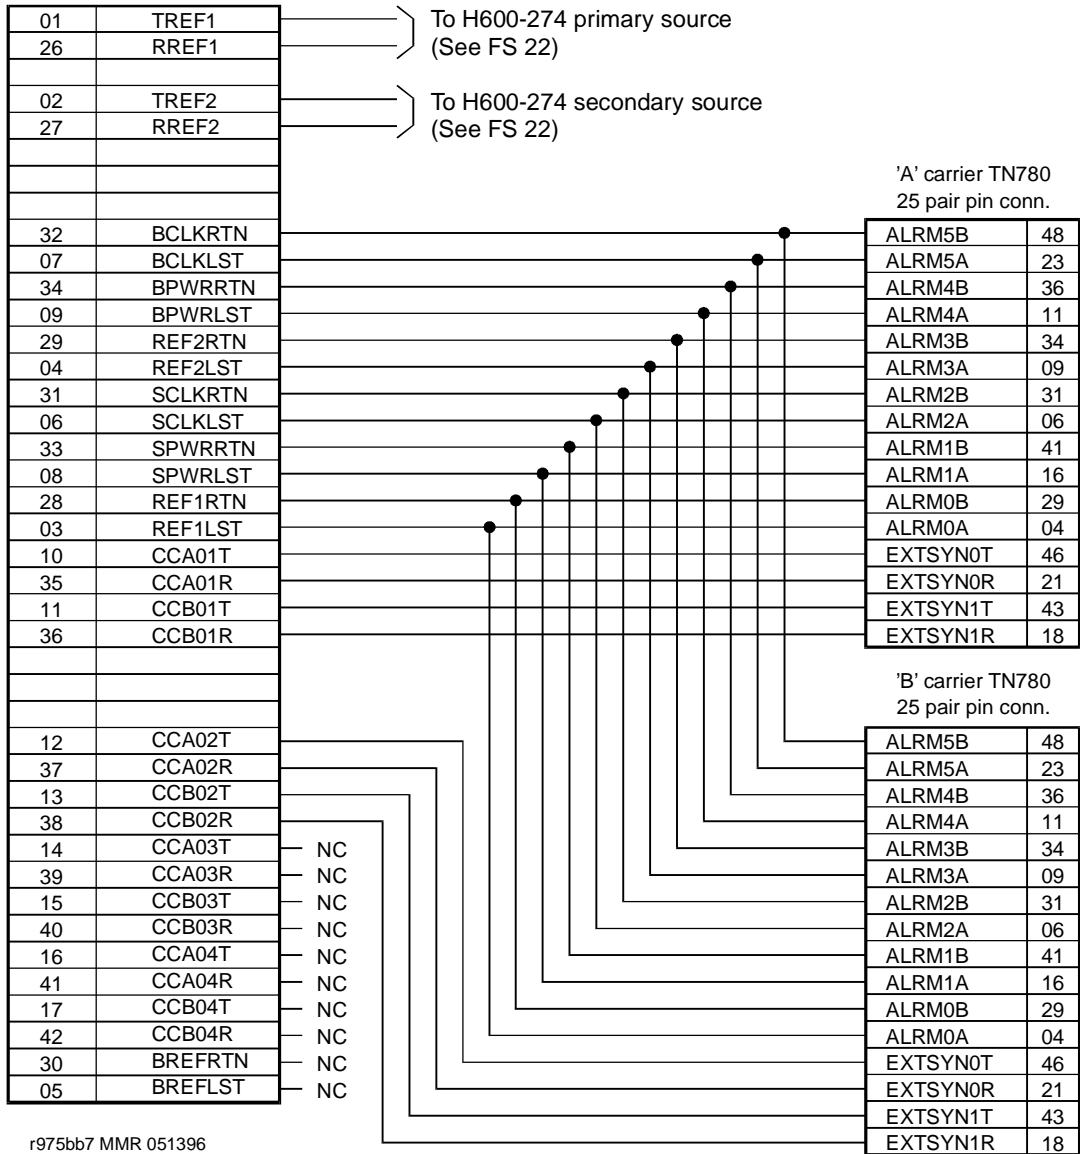 01 TREF1 To H600-274 primary source
26 RREF1 (See FS 22)
02 TREF2 To H600-274 secondary source
27 RREF2 (See FS 22)
'A' carrier TN780
25 pair pin conn.
32 BCLKRTN ALRM5B 48
07 BCLKLST ALRM5A 23
34 BPWRRTN ALRM4B 36
09 BPWRLST ALRM4A 11
29 REF2RTN ALRM3B 34
04 REF2LST ALRM3A 09
31 SCLKRTN ALRM2B 31
06 SCLKLST ALRM2A 06
33 SPWRRTN ALRM1B 41
08 SPWRLST ALRM1A 16
28 REF1RTN ALRM0B 29
03 REF1LST ALRM0A 04
10 CCA01T EXTSYN0T 46
35 CCA01R EXTSYN0R 21
11 CCB01T EXTSYN1T 43
36 CCB01R EXTSYN1R 18
'B' carrier TN780
25 pair pin conn.
12 CCA02T ALRM5B 48
37 CCA02R ALRM5A 23
13 CCB02T ALRM4B 36
38 CCB02R ALRM4A 11
14 CCA03T NC ALRM3B 34
39 CCA03R NC ALRM3A 09
15 CCB03T NC ALRM2B 31
40 CCB03R NC ALRM2A 06
16 CCA04T NC ALRM1B 41
41 CCA04R NC ALRM1A 16
17 CCB04T NC ALRM0B 29
42 CCB04R NC ALRM0A 04
30 BREFRTN NC EXTSYN0T 46
05 BREFLST NC EXTSYN0R 21
EXTSYN1T 43
r975bb7 MMR 051396 EXTSYN1R 18